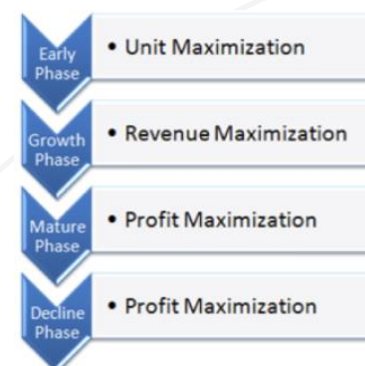 Early
Phase
• Unit Maximization
Growth
Phase
• Revenue Maximization
Mature
Phase
• Profit Maximization
Decline
Phase
• Profit Maximization